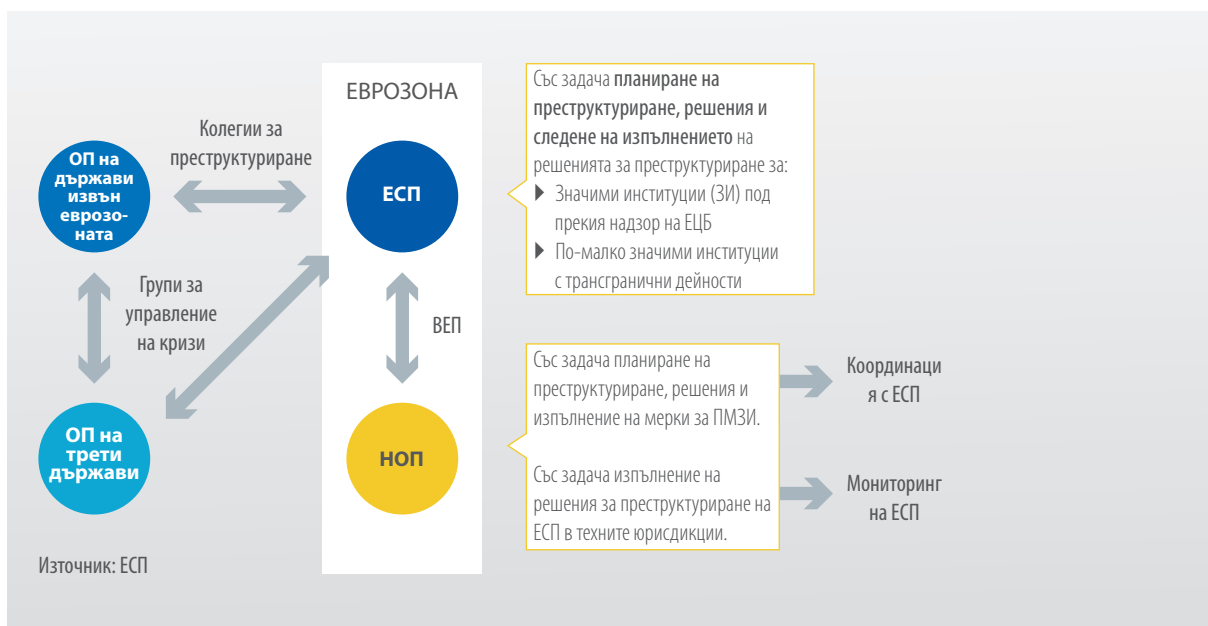 ЕВРОЗОНА
Колегии за
преструктуриране
ОП на
държави
извън
еврозо-
ната
ЕСП
Групи за
управление
на кризи
ВЕП
ОП на
трети
държави
НОП
Със задача планиране на
преструктуриране, решения и
следене на изпълнението на
решенията за преструктуриране за:
Значими институции (ЗИ) под
прекия надзор на ЕЦБ
По-малко значими институции
с трансгранични дейности
Със задача планиране на
преструктуриране, решения и
изпълнение на мерки за ПМЗИ.
Със задача изпълнение на
решения за преструктуриране на
ЕСП в техните юрисдикции.
Координаци
я с ЕСП
Мониторинг
на ЕСП
Източник: ЕСП